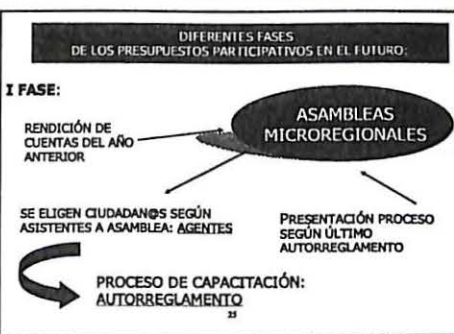 DIFERENTES FASES
DE LOS PRESUPUESTOS PARTICIPATIVOS EN EL FUTURO:
I FASE:
RENDICIÓN DE
CUENTAS DEL AÑO
ANTERIOR
ASAMBLEAS
MICROREGIONALES
SE ELIGEN CIUDADAN@S SEGÚN
ASISTENTES A ASAMBLEA: AGENTES
PRESENTACIÓN PROCESO
SEGÚN ÚLTIMO
AUTORREGLAMENTO
PROCESO DE CAPACITACIÓN:
AUTORREGLAMENTO
25